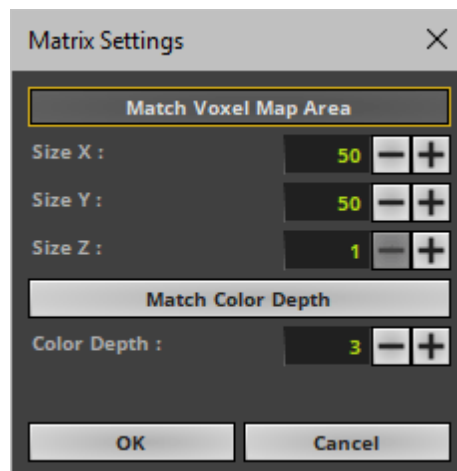 Matrix Settings
Match Voxel Map Area
Size X : 50
Size Y : 50
Size Z : 1
Match Color Depth
Color Depth : 3
OK Cancel